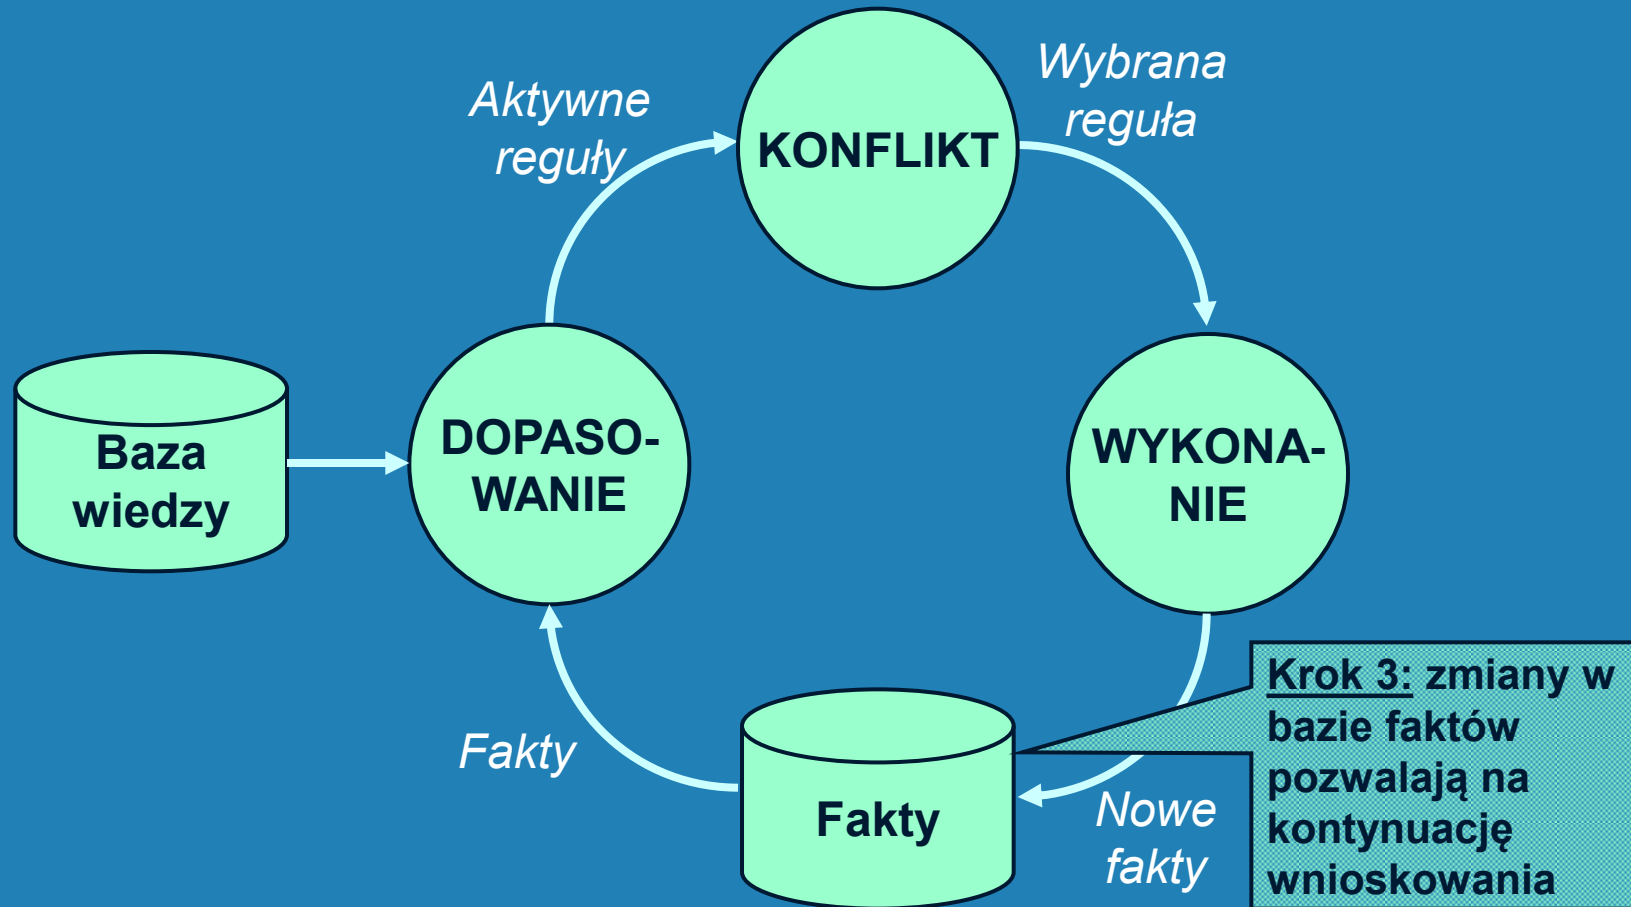 Aktywne
reguły
KONFLIKT
Wybrana
reguła
Baza
wiedzy
DOPASO-
WANIE
WYKONA-
NIE
Fakty
Fakty
Nowe
fakty
Krok 3: zmiany w
bazie faktów
pozwalają na
kontynuację
wnioskowania